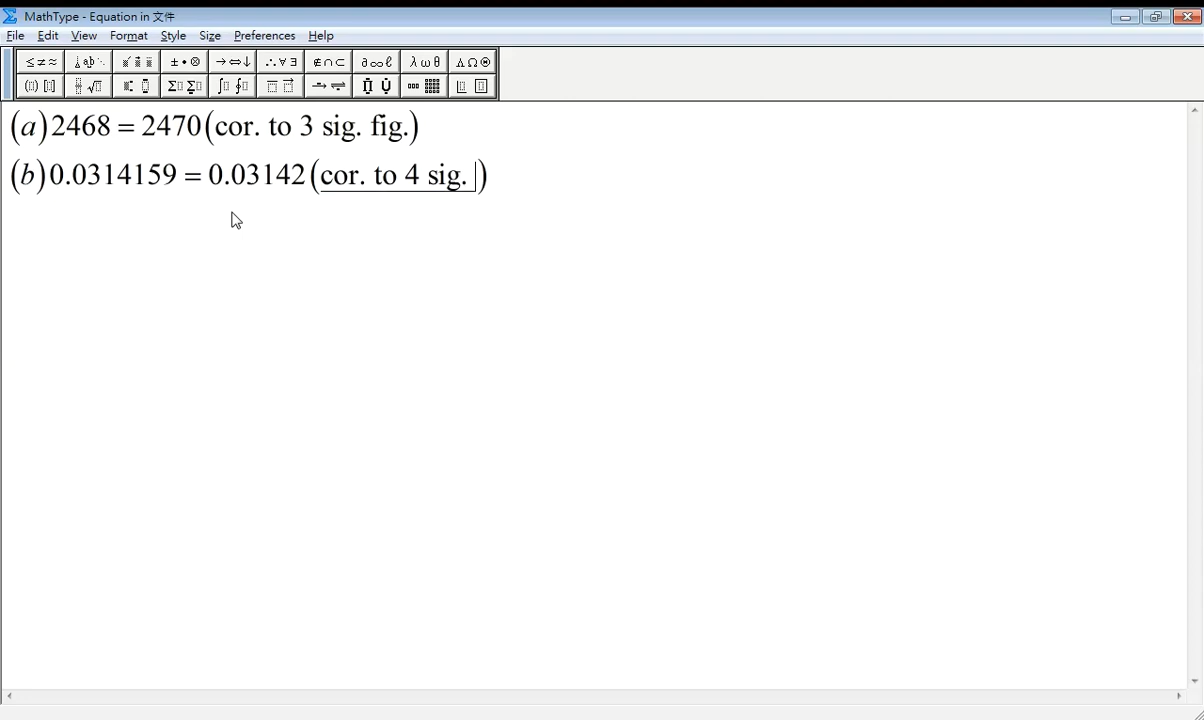 MathType - Equation in 文件
File Edit View Format Style Size Preferences Help
(a) 2468 = 2470 (cor. to 3 sig. fig.)
(b) 0.0314159 = 0.03142 (cor. to 4 sig. )